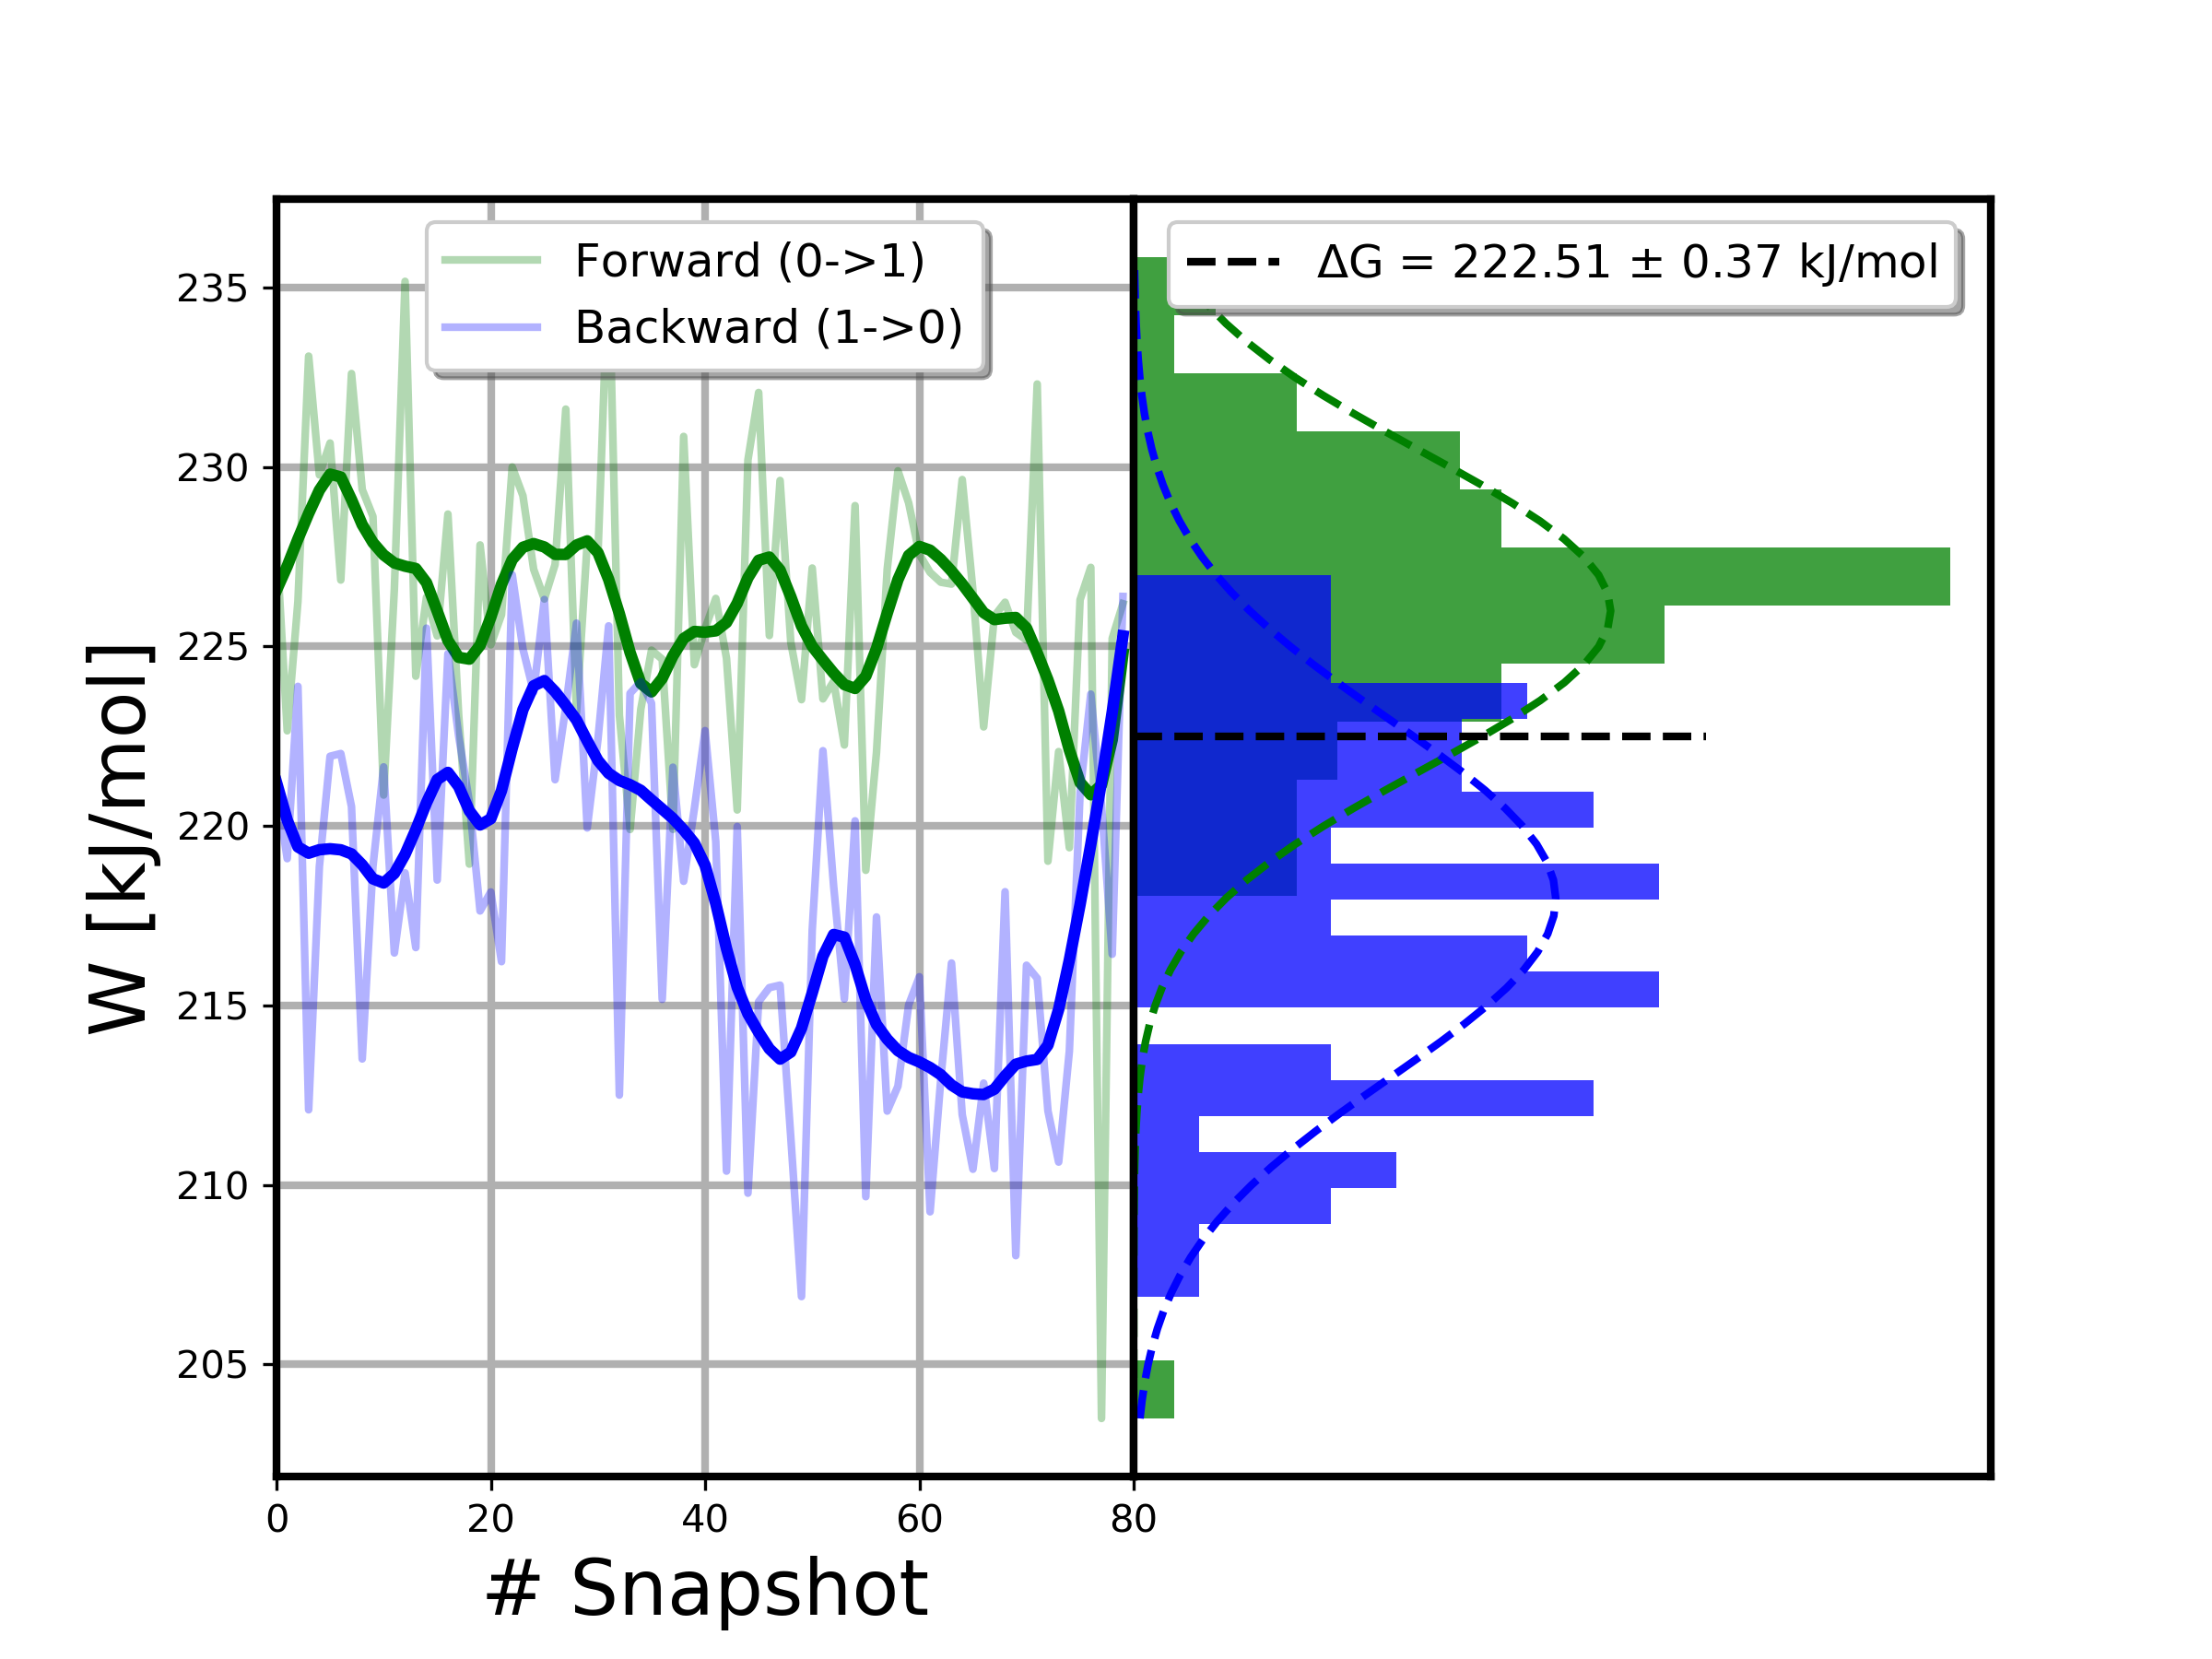 Forward (0->1)
Backward (1->0)
ΔG = 222.51 ± 0.37 kJ/mol
W [kJ/mol]
235
230
225
220
215
210
205
0
20
40
60
80
# Snapshot